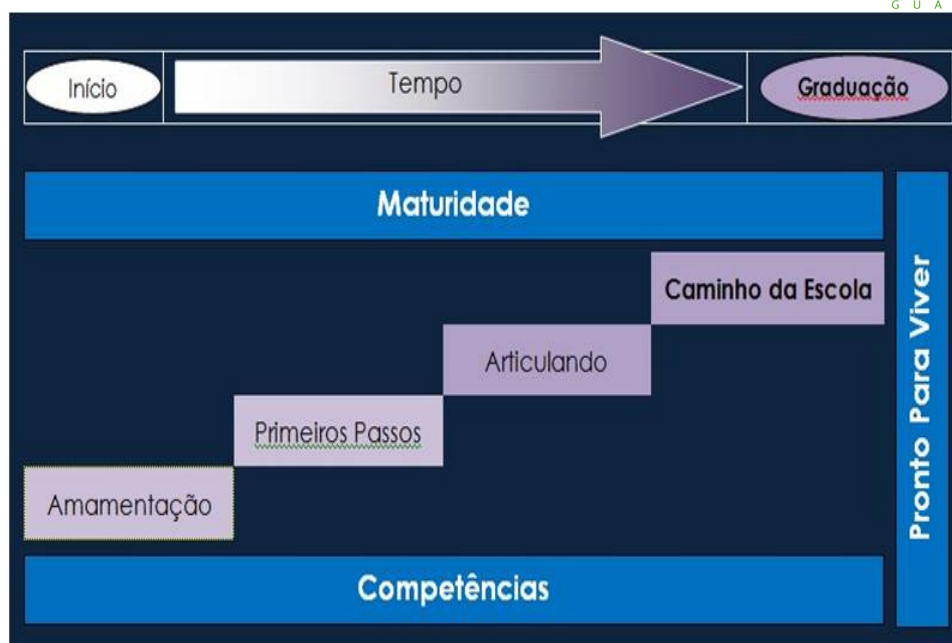 G U A
Início
Tempo
Graduação
Maturidade
Caminho da Escola
Articulando
Primeiros Passos
Amamentação
Competências
Pronto Para Viver